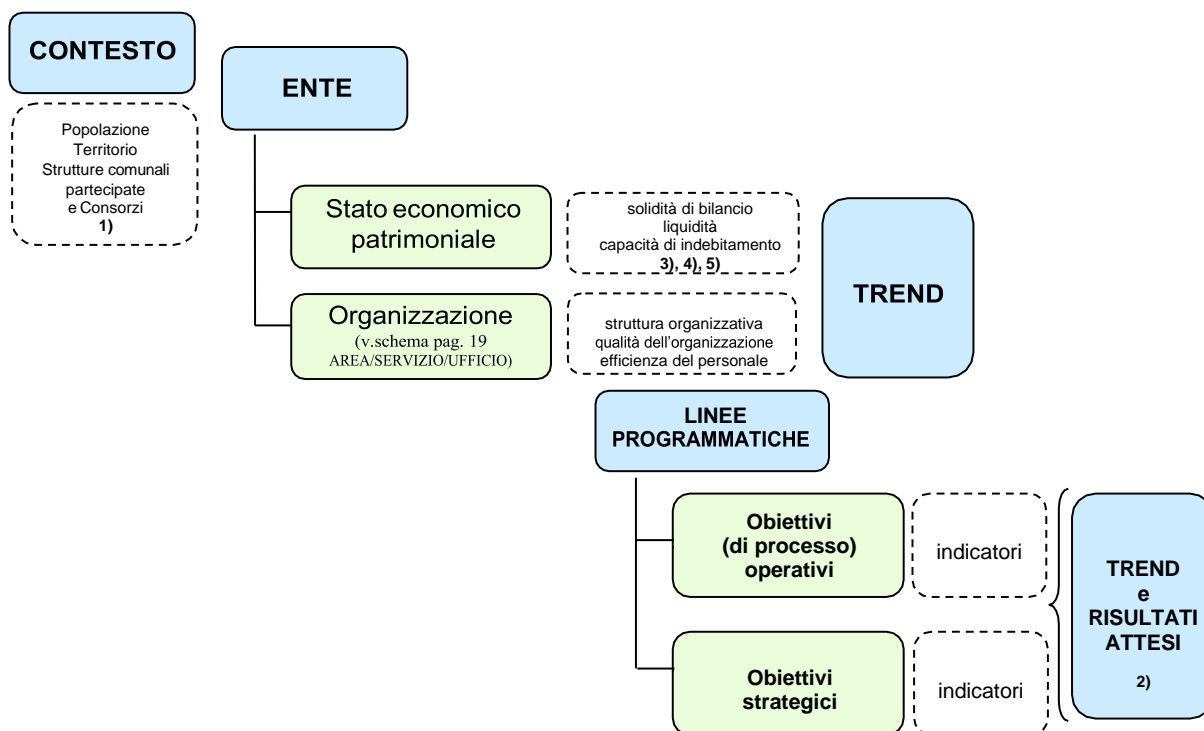 CONTESTO
Popolazione
Territorio
Strutture comunali
partecipate
e Consorzi
1)
ENTE
Stato economico
patrimoniale
solidità di bilancio
liquidità
capacità di indebitamento
3), 4), 5)
Organizzazione
(v.schema pag. 19
AREA/SERVIZIO/UFFICIO)
struttura organizzativa
qualità dell'organizzazione
efficienza del personale
TREND
LINEE
PROGRAMMATICHE
Obiettivi
(di processo)
operativi
indicatori
Obiettivi
strategici
indicatori
TREND
e
RISULTATI
ATTESI
2)